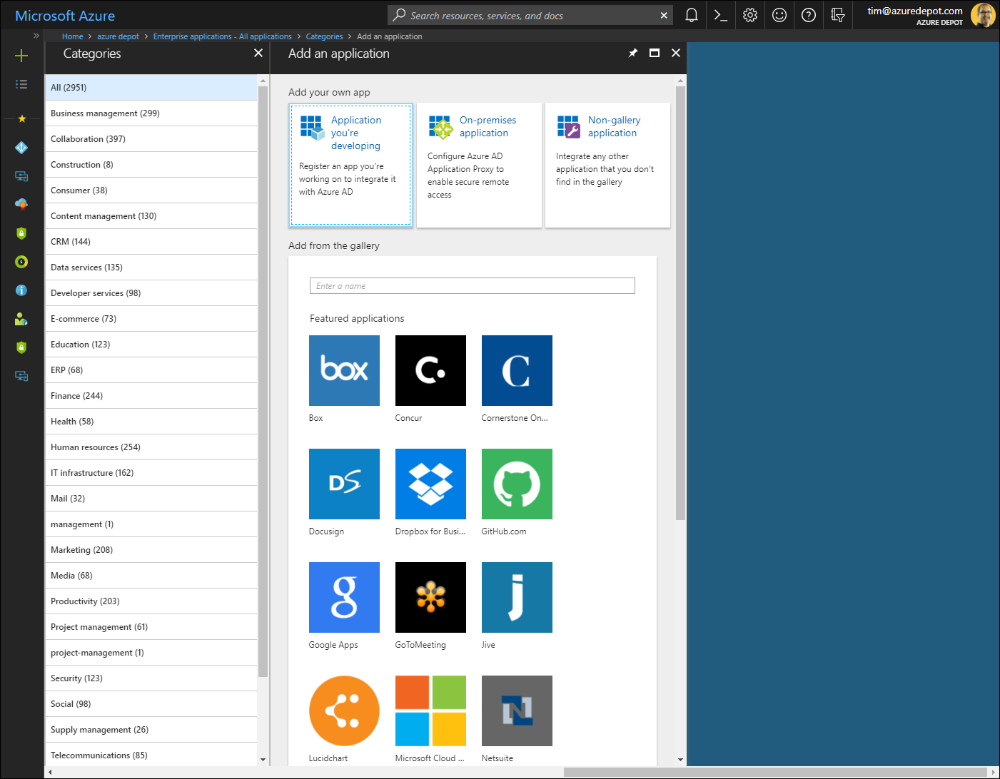 Microsoft Azure
Search resources, services, and docs
tim@azuredepot.com
AZURE DEPOT
Home > azure depot > Enterprise applications - All applications > Categories > Add an application
Categories
All (2951)
Business management (299)
Collaboration (397)
Construction (8)
Consumer (38)
Content management (130)
CRM (144)
Data services (135)
Developer services (98)
E-commerce (73)
Education (123)
ERP (68)
Finance (244)
Health (58)
Human resources (254)
IT infrastructure (162)
Mail (32)
management (1)
Marketing (208)
Media (68)
Productivity (203)
Project management (61)
project-management (1)
Security (123)
Social (98)
Supply management (26)
Telecommunications (85)
Add an application
Add your own app
Application
you're
developing
Register an app you're
working on to integrate it
with Azure AD
On-premises
application
Configure Azure AD
Application Proxy to
enable secure remote
access
Non-gallery
application
Integrate any other
application that you don't
find in the gallery
Add from the gallery
Enter a name
Featured applications
box
Box
C.
Concur
C
Cornerstone On...
DS
Docusign
Dropbox for Busi...
GitHub.com
g
Google Apps
GoToMeeting
j
Jive
Lucidchart
Microsoft Cloud ...
N
Netsuite